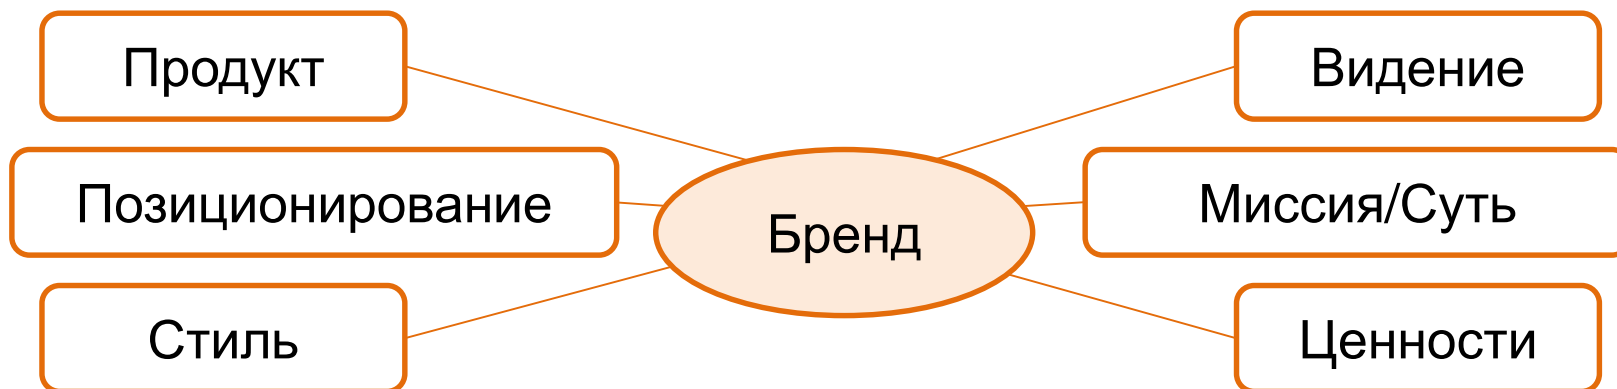 Продукт
Видение
Позиционирование
Миссия/Суть
Бренд
Стиль
Ценности